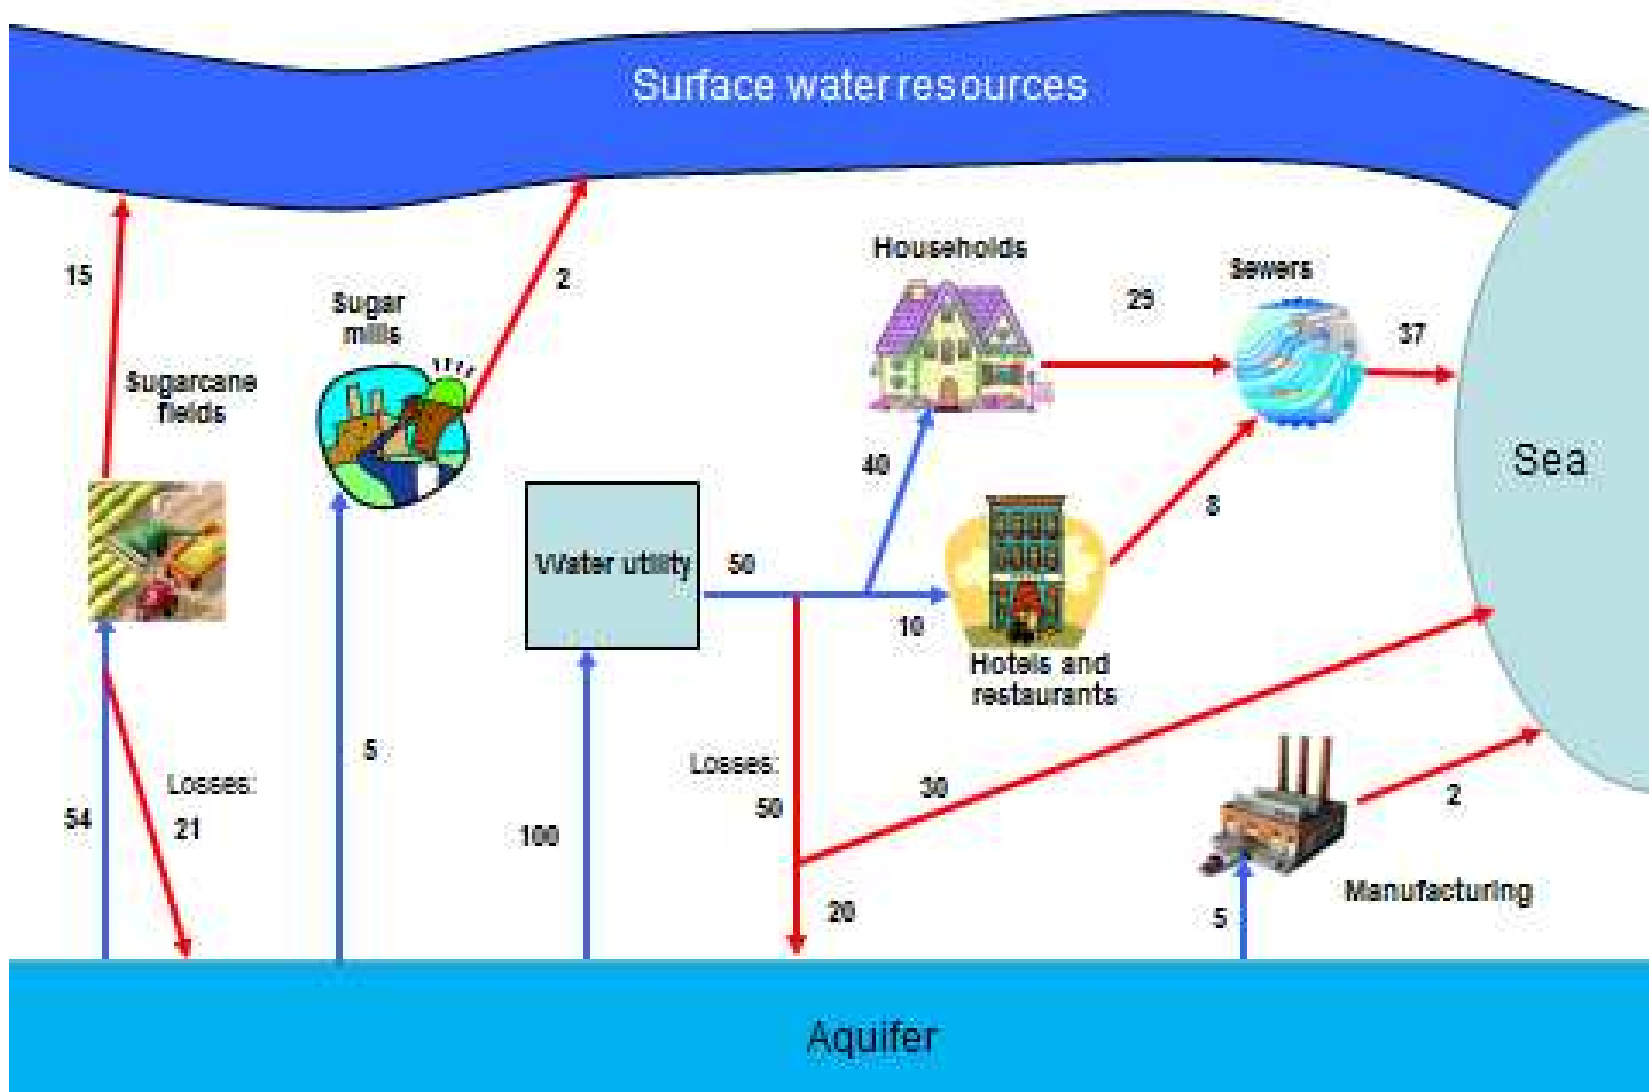 Surface water resources
Households
Sewers
15
2
29
37
Sugar
mills
Sugarcane
fields
40
8
Sea
Water utility
50
10
Hotels and
restaurants
5
Losses:
21
54
100
Losses:
50
30
20
2
5
Manufacturing
Aquifer